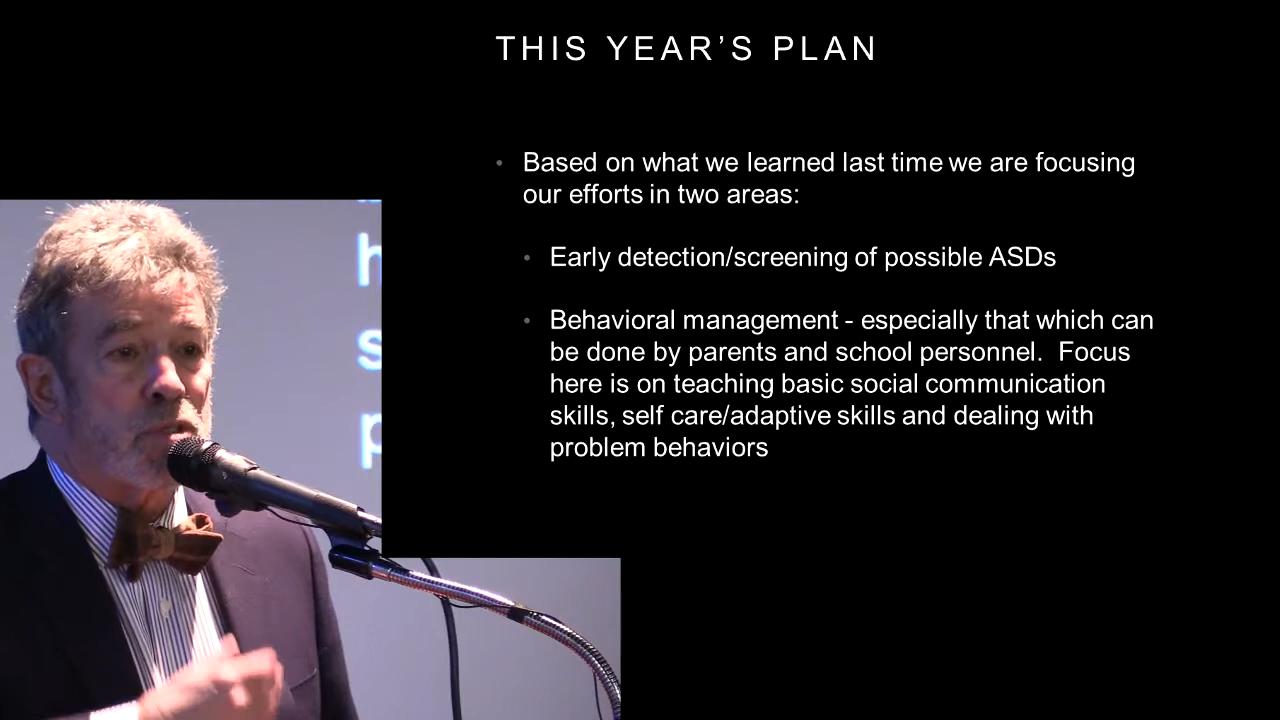 THIS YEAR’S PLAN
• Based on what we learned last time we are focusing
our efforts in two areas:
• Early detection/screening of possible ASDs
• Behavioral management - especially that which can
be done by parents and school personnel.  Focus
here is on teaching basic social communication
skills, self care/adaptive skills and dealing with
problem behaviors
h
s
p